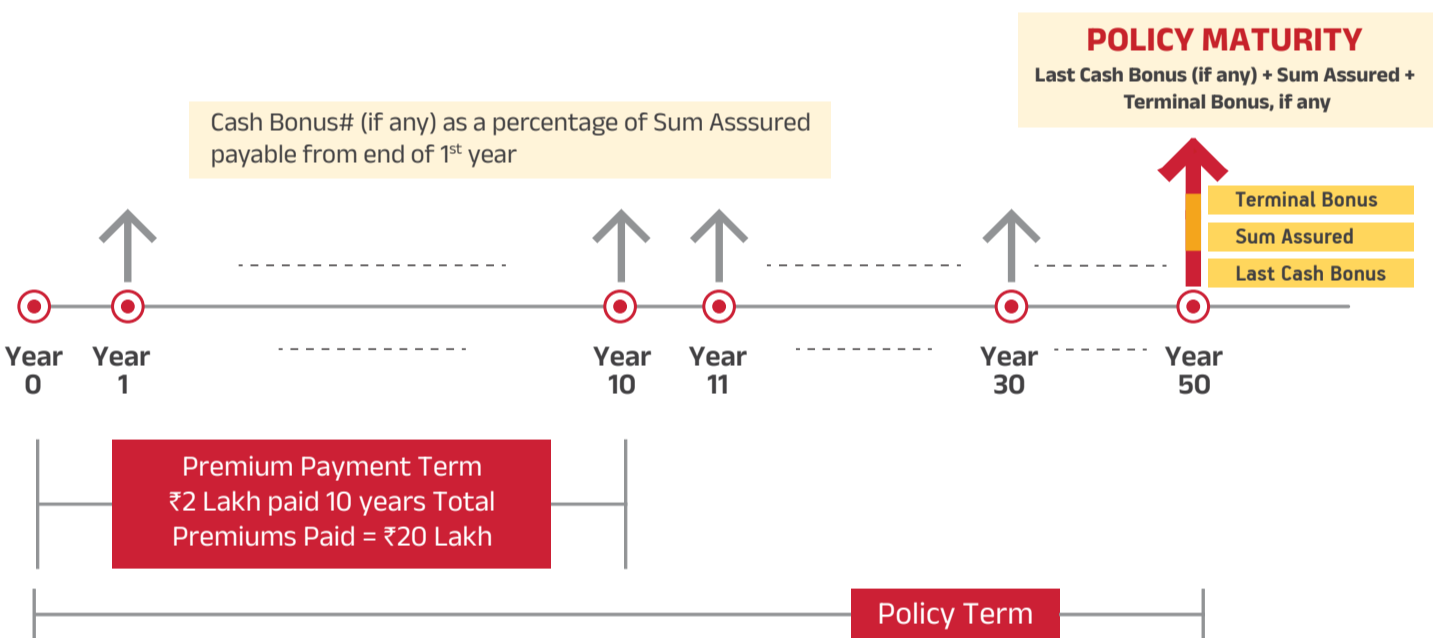 POLICY MATURITY
Last Cash Bonus (if any) + Sum Assured +
Terminal Bonus, if any
Cash Bonus# (if any) as a percentage of Sum Asssured
payable from end of 1st year
Terminal Bonus
Sum Assured
Last Cash Bonus
Year 0
Year 1
Year 10
Year 11
Year 30
Year 50
Premium Payment Term
₹2 Lakh paid 10 years Total
Premiums Paid = ₹20 Lakh
Policy Term